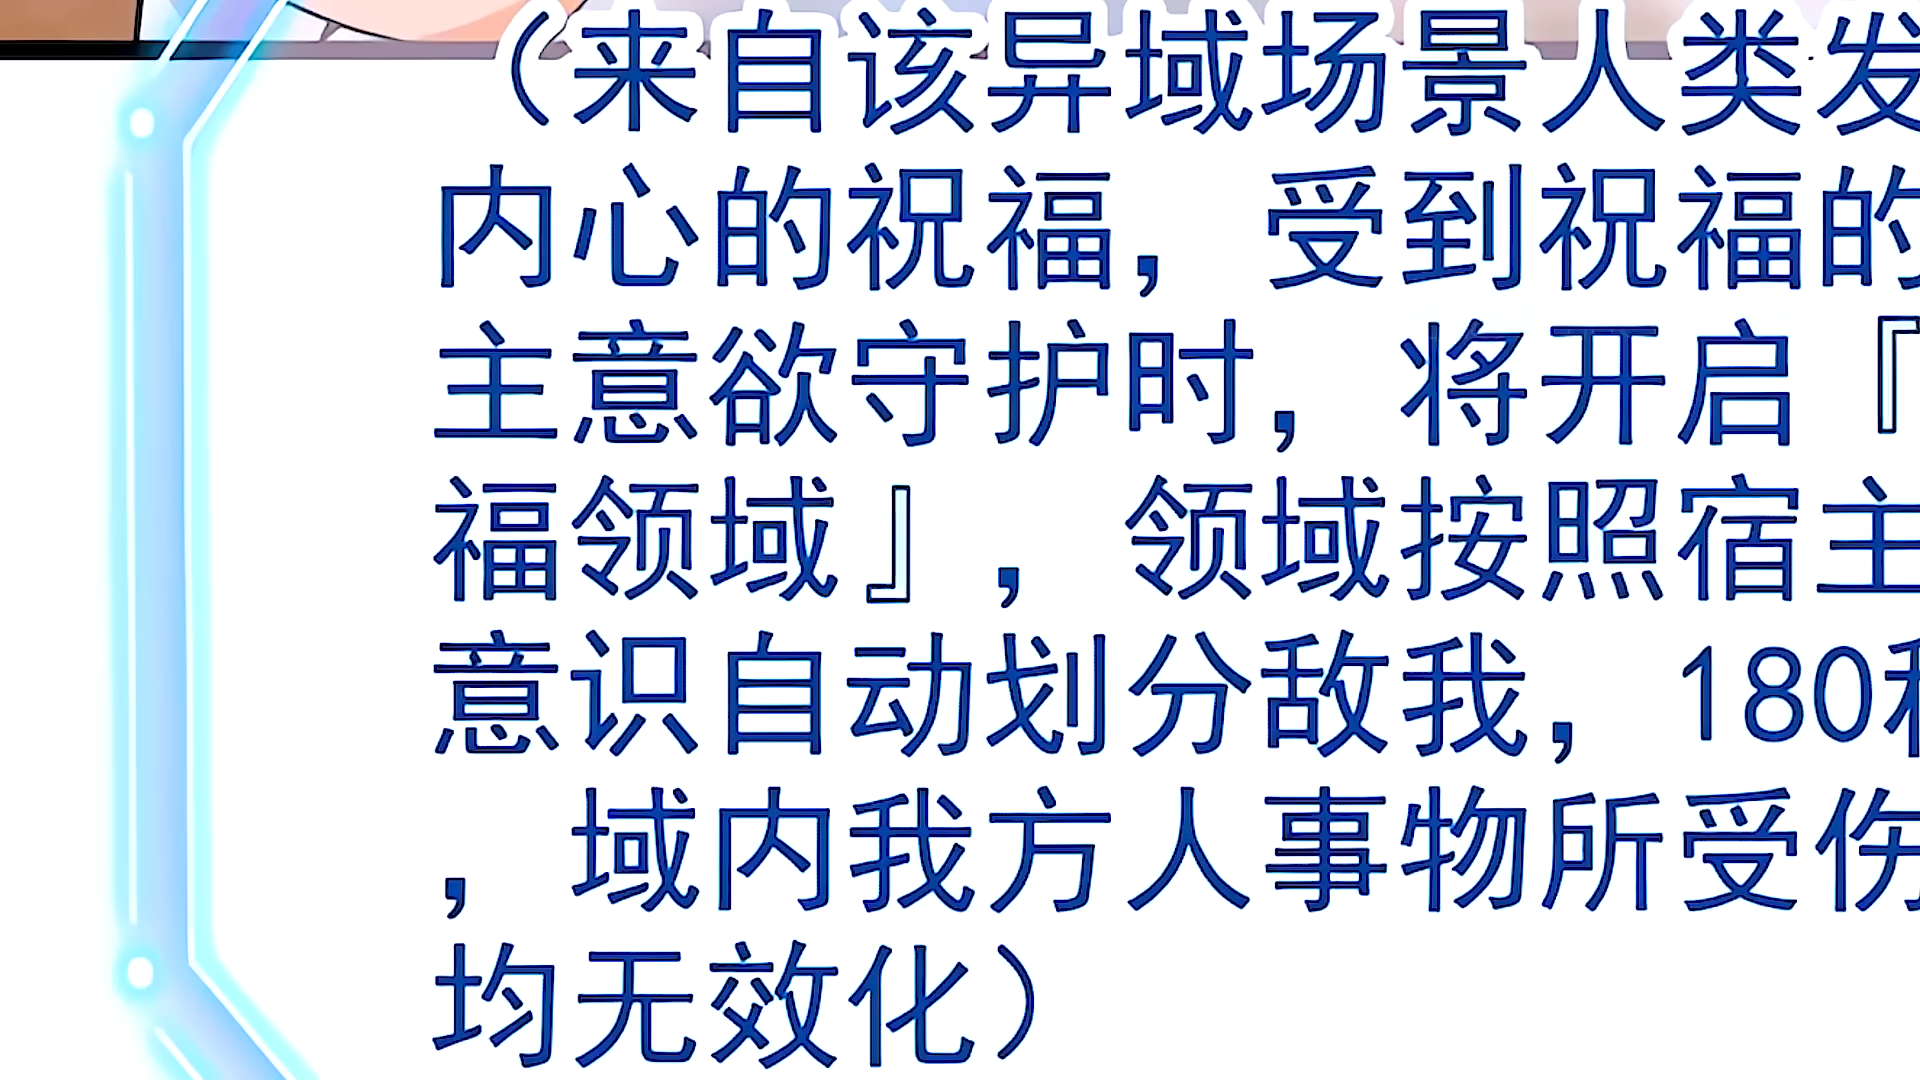 （来自该异域场景人类发
内心的祝福，受到祝福的
主意欲守护时，将开启『
福领域』，领域按照宿主
意识自动划分敌我，180
，域内我方人事物所受伤
均无效化）